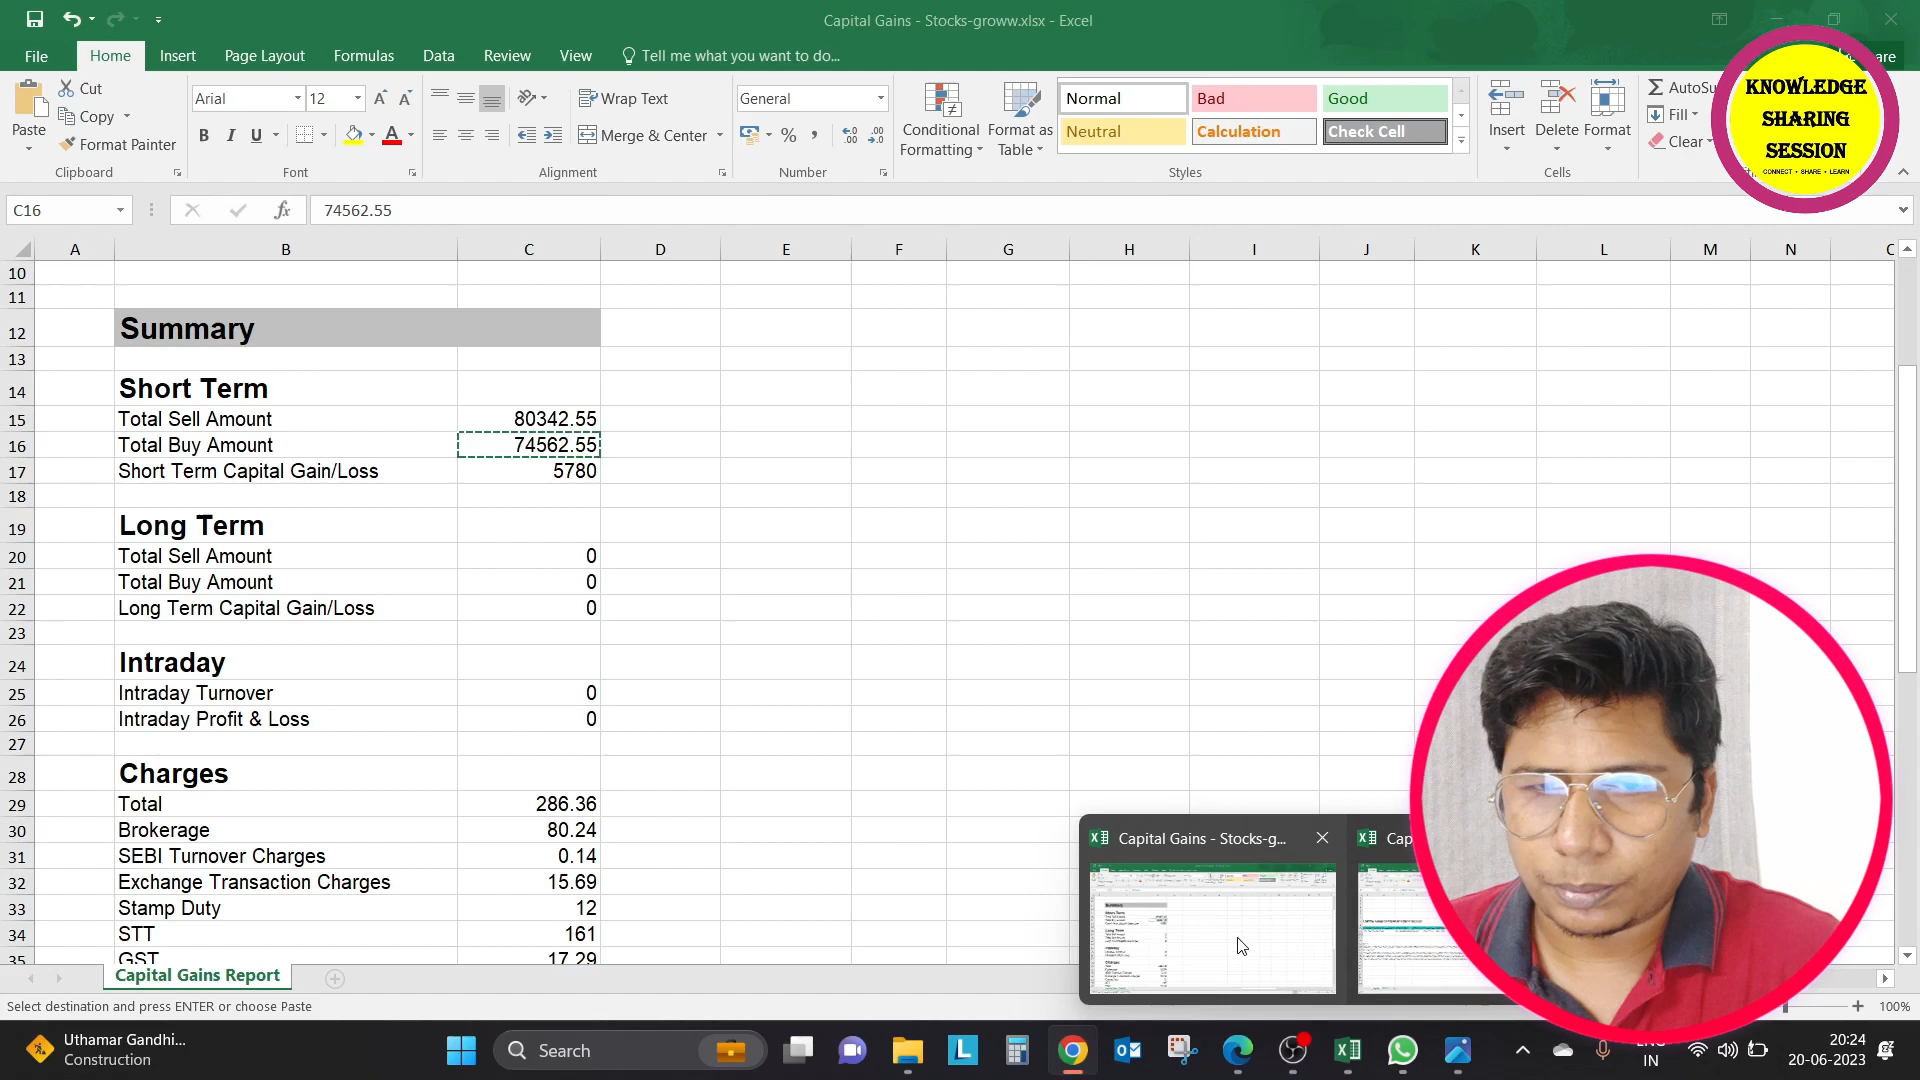 Capital Gains - Stocks-groww.xlsx - Excel
File Home Insert Page Layout Formulas Data Review View Tell me what you want to do...
Cut
Copy
Format Painter
Paste
Clipboard
Arial 12
B I U
Font
Wrap Text
Merge & Center
Alignment
General
%
Number
Conditional Formatting
Format as Table
Normal Bad Good
Neutral Calculation Check Cell
Styles
Insert Delete Format
Cells
AutoSu
Fill
Clear
KNOWLEDGE
SHARING
SESSION
CONNECT • SHARE • LEARN
are
C16 fx 74562.55
A B C D E F G H I J K L M N
10
11
12 Summary
13
14 Short Term
15 Total Sell Amount 80342.55
16 Total Buy Amount 74562.55
17 Short Term Capital Gain/Loss 5780
18
19 Long Term
20 Total Sell Amount 0
21 Total Buy Amount 0
22 Long Term Capital Gain/Loss 0
23
24 Intraday
25 Intraday Turnover 0
26 Intraday Profit & Loss 0
27
28 Charges
29 Total 286.36
30 Brokerage 80.24
31 SEBI Turnover Charges 0.14
32 Exchange Transaction Charges 15.69
33 Stamp Duty 12
34 STT 161
35 GST 17.29
Capital Gains - Stocks-g...
Cap
Capital Gains Report
Select destination and press ENTER or choose Paste
100%
Uthamar Gandhi...
Construction
Search
ENG
IN
20:24
20-06-2023